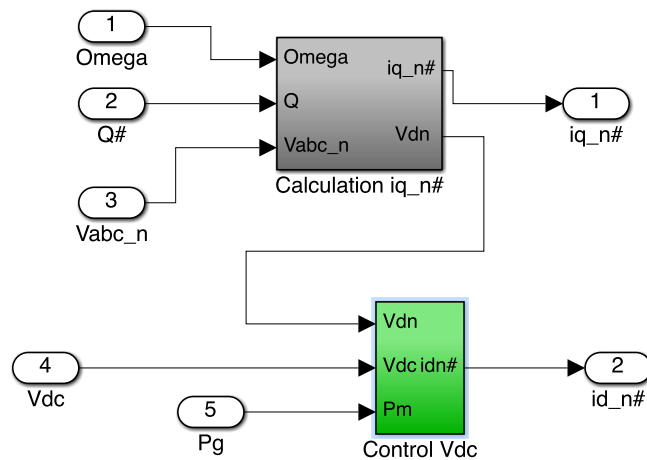 1
Omega
2
Q#
3
Vabc_n
Omega
Q
Vabc_n
iq_n#
Vdn
Calculation iq_n#
1
iq_n#
4
Vdc
5
Pg
Vdn
Vdc idn#
Pm
Control Vdc
2
id_n#